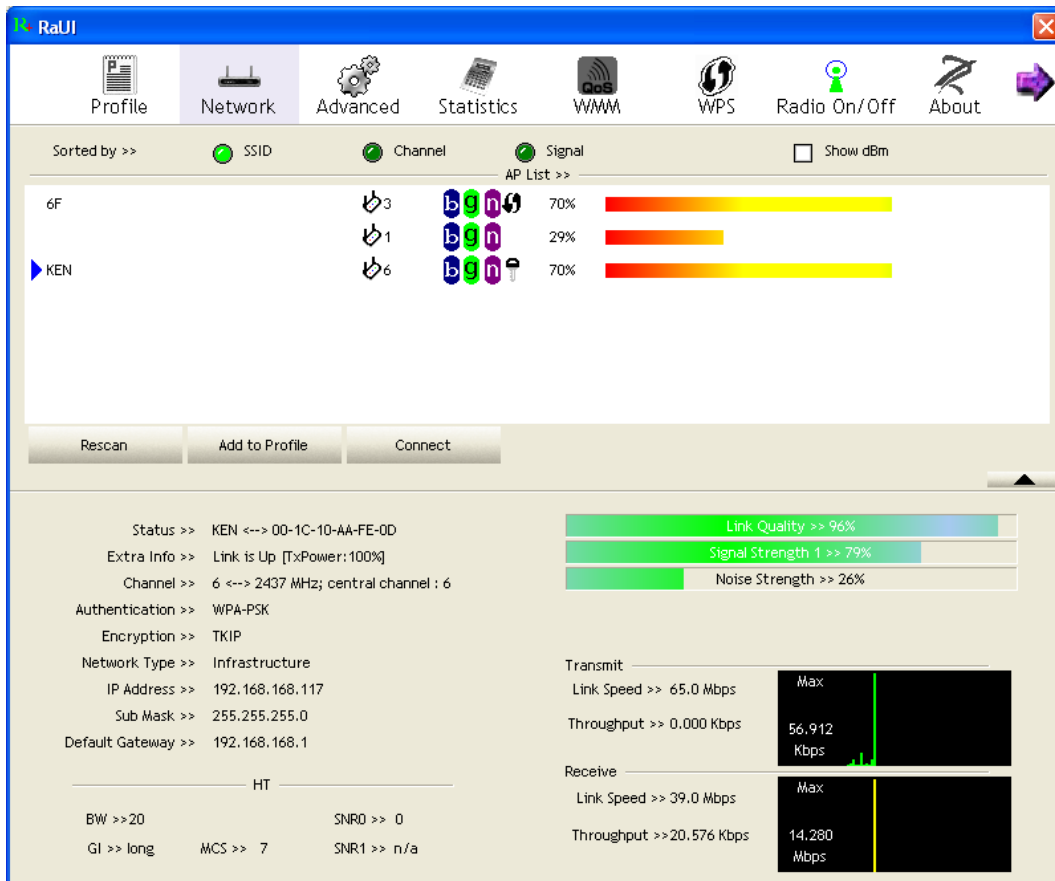 RaUI
Profile Network Advanced Statistics WMM WPS Radio On/Off About
Sorted by >> SSID Channel Signal Show dBm
AP List >>
6F 3 b g n 70%
1 b g n 29%
KEN 6 b g n 70%
Rescan Add to Profile Connect
Status >> KEN <--> 00-1C-10-AA-FE-0D
Extra Info >> Link is Up [TxPower:100%]
Channel >> 6 <--> 2437 MHz; central channel : 6
Authentication >> WPA-PSK
Encryption >> TKIP
Network Type >> Infrastructure
IP Address >> 192.168.168.117
Sub Mask >> 255.255.255.0
Default Gateway >> 192.168.168.1
HT
BW >>20 SNR0 >> 0
GI >> long MCS >> 7 SNR1 >> n/a
Link Quality >> 96%
Signal Strength 1 >> 79%
Noise Strength >> 26%
Transmit
Link Speed >> 65.0 Mbps
Throughput >> 0.000 Kbps
Max
56.912
Kbps
Receive
Link Speed >> 39.0 Mbps
Throughput >>20.576 Kbps
Max
14.280
Mbps